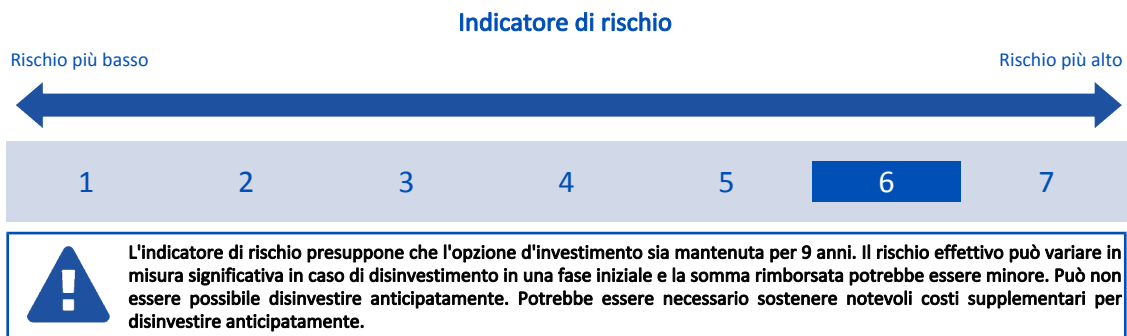 Indicatore di rischio
Rischio più basso
Rischio più alto
1 2 3 4 5 6 7
L'indicatore di rischio presuppone che l'opzione d'investimento sia mantenuta per 9 anni. Il rischio effettivo può variare in
misura significativa in caso di disinvestimento in una fase iniziale e la somma rimborsata potrebbe essere minore. Può non
essere possibile disinvestire anticipatamente. Potrebbe essere necessario sostenere notevoli costi supplementari per
disinvestire anticipatamente.